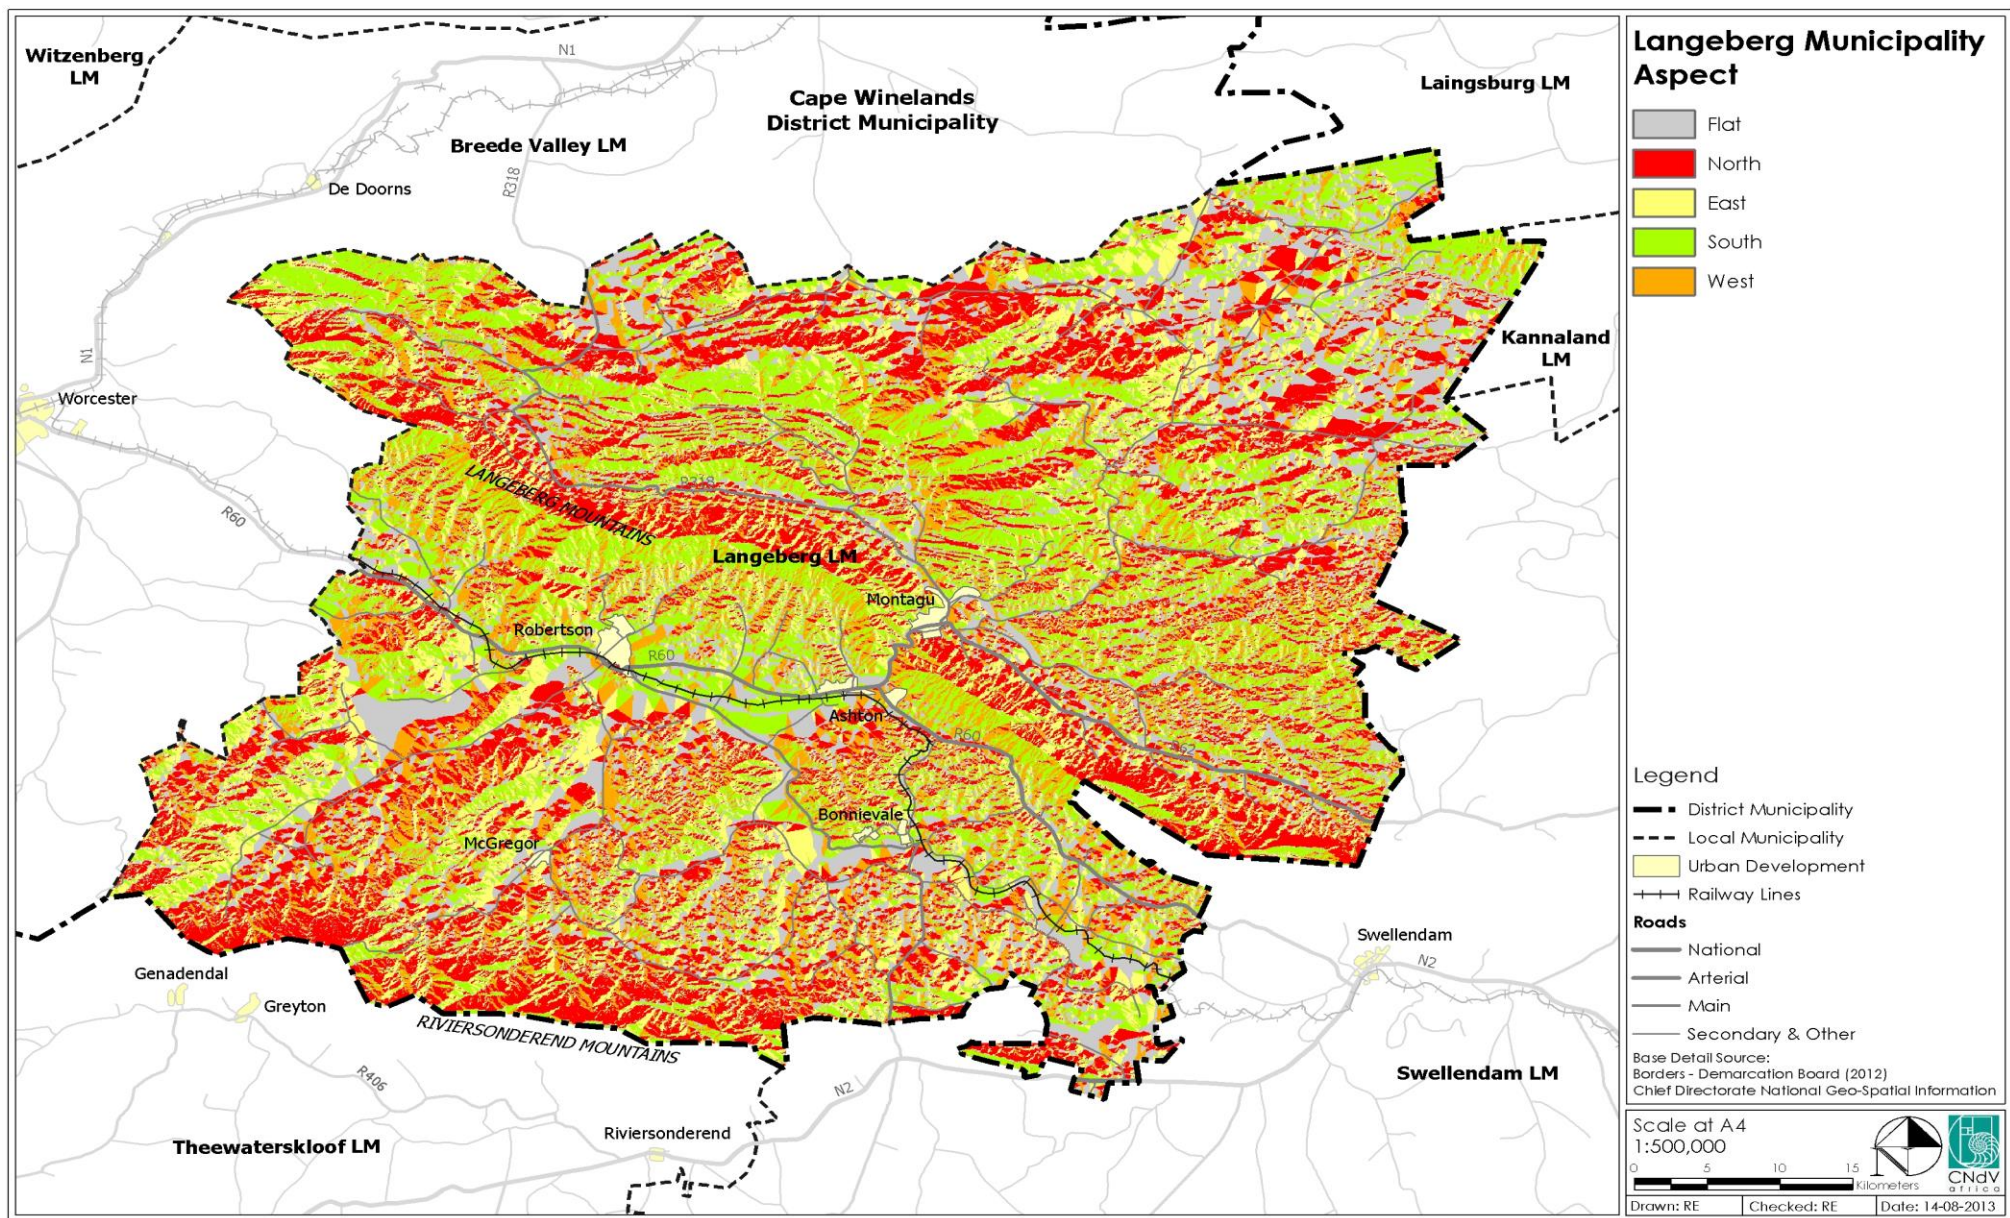 Witzenberg
LM
N1
Cape Winelands
District Municipality
Laingsburg LM
Breede Valley LM
De Doorns
R318
N1
Kannaland
LM
Worcester
R60
LANGEBERG MOUNTAINS
R318
Langeberg LM
Montagu
Robertson
R60
Ashton
R60
R62
Bonnievale
McGregor
Swellendam
N2
Genadendal
Greyton
RIVIERSONDEREND MOUNTAINS
R406
N2
Swellendam LM
Riviersonderend
Theewaterskloof LM
Langeberg Municipality
Aspect
Flat
North
East
South
West
Legend
District Municipality
Local Municipality
Urban Development
Railway Lines
Roads
National
Arterial
Main
Secondary & Other
Base Detail Source:
Borders - Demarcation Board (2012)
Chief Directorate National Geo-Spatial Information
Scale at A4
1:500,000
0 5 10 15
Kilometers
N
CNdV
africa
Drawn: RE Checked: RE Date: 14-08-2013